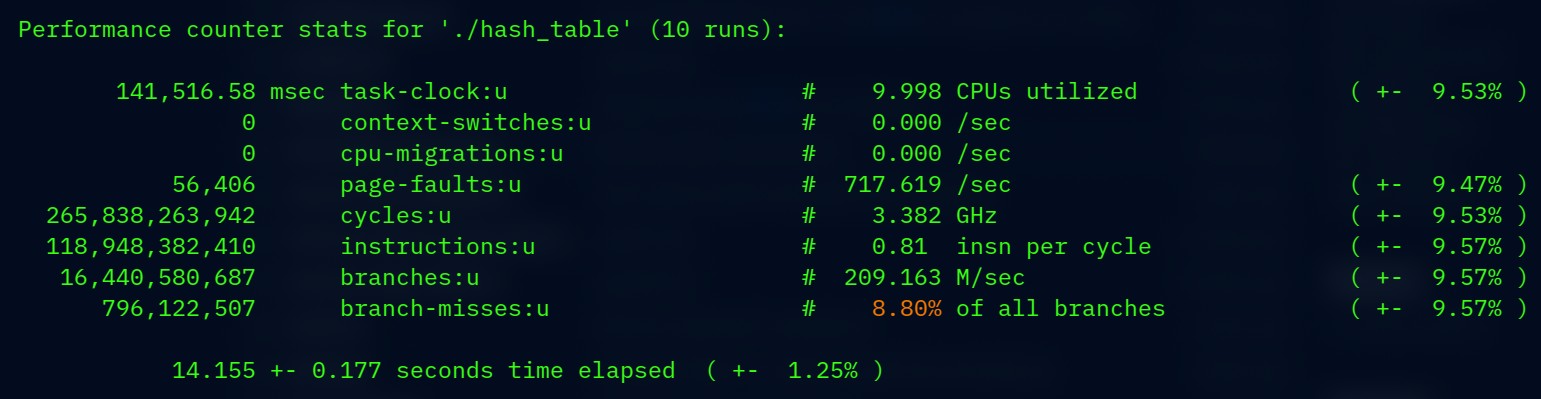 Performance counter stats for './hash_table' (10 runs):
141,516.58 msec task-clock:u # 9.998 CPUs utilized ( +- 9.53% )
0 context-switches:u # 0.000 /sec
0 cpu-migrations:u # 0.000 /sec
56,406 page-faults:u # 717.619 /sec ( +- 9.47% )
265,838,263,942 cycles:u # 3.382 GHz ( +- 9.53% )
118,948,382,410 instructions:u # 0.81 insn per cycle ( +- 9.57% )
16,440,580,687 branches:u # 209.163 M/sec ( +- 9.57% )
796,122,507 branch-misses:u # 8.80% of all branches ( +- 9.57% )
14.155 +- 0.177 seconds time elapsed ( +- 1.25% )